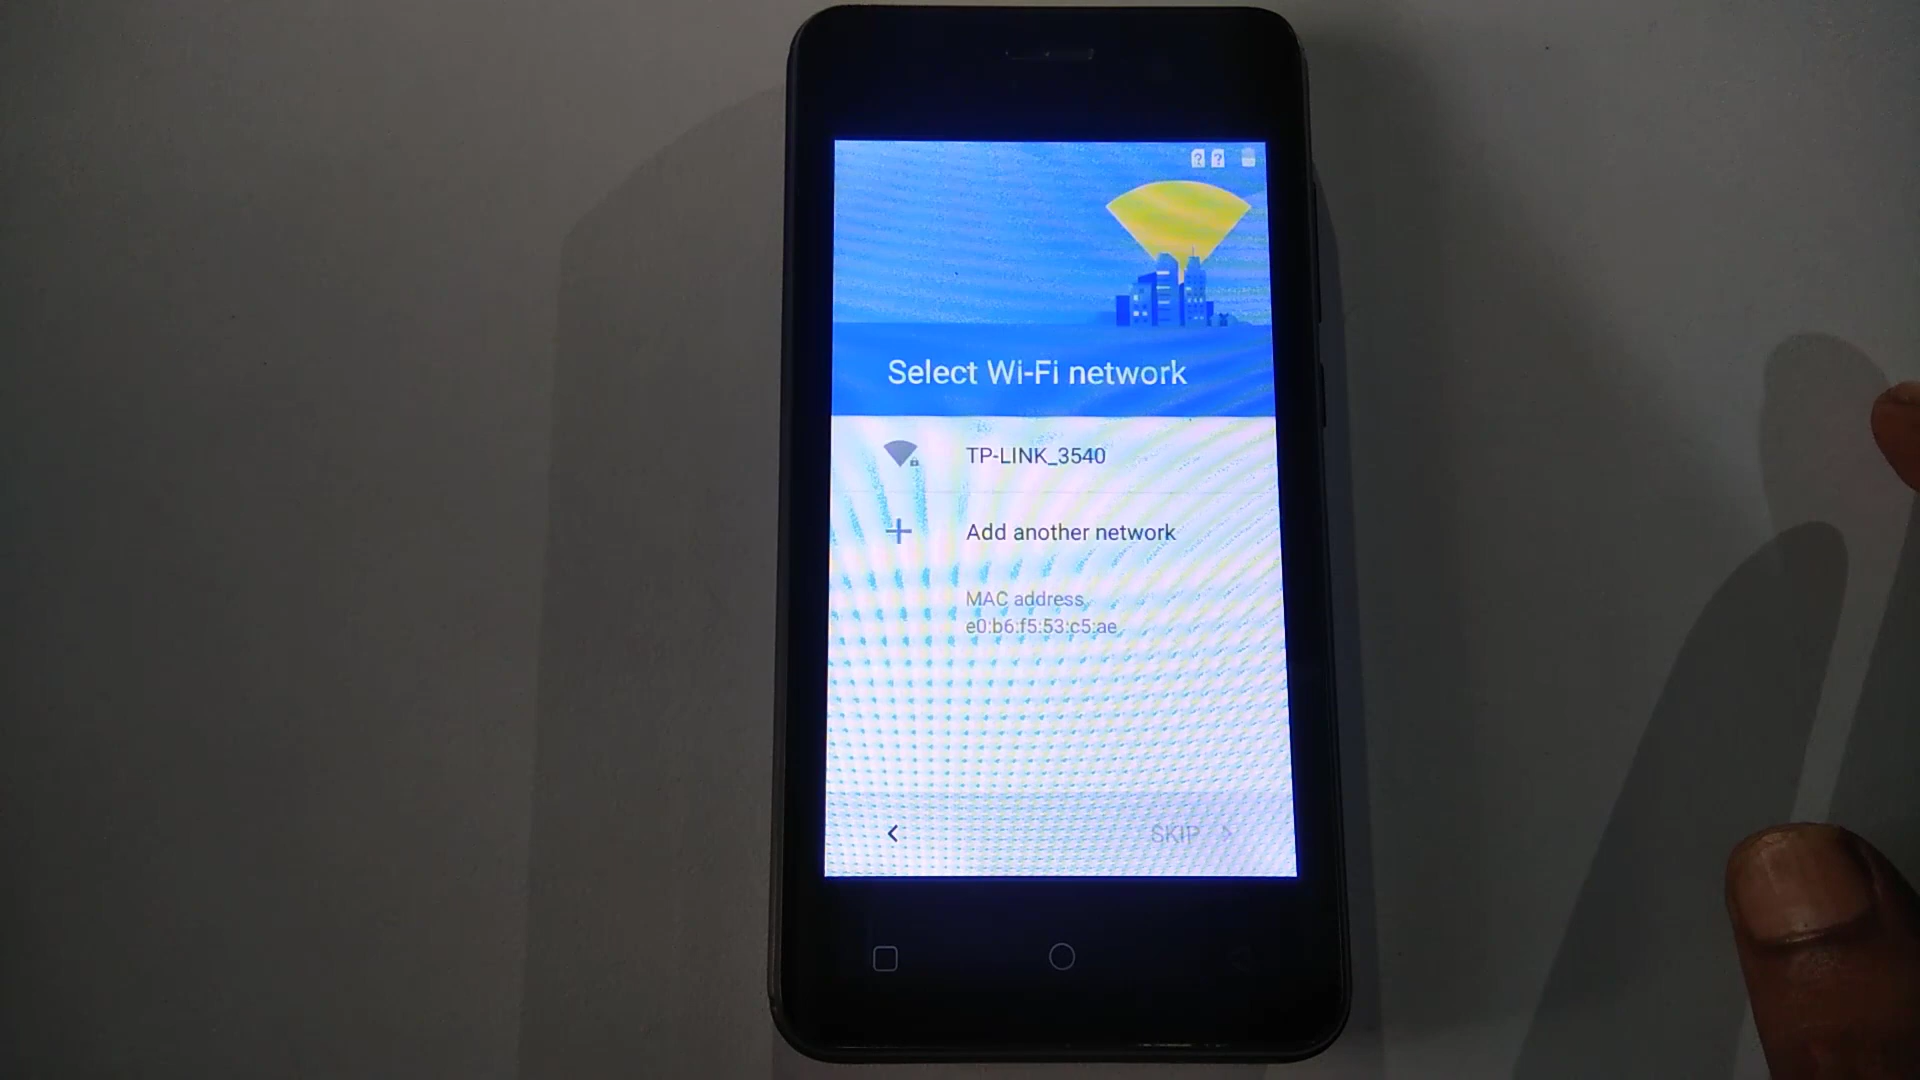 Select Wi-Fi network
TP-LINK_3540
Add another network
MAC address
e0:b6:f5:53:c5:ae
SKIP